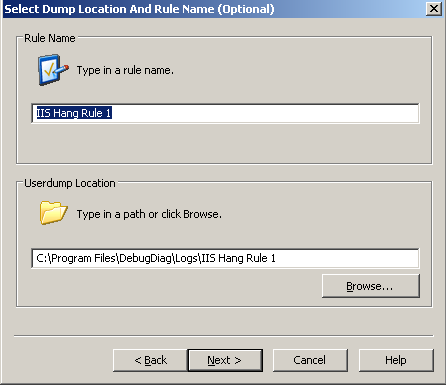 Select Dump Location And Rule Name (Optional)
Rule Name
Type in a rule name.
IIS Hang Rule 1
Userdump Location
Type in a path or click Browse.
C:\Program Files\DebugDiag\Logs\IIS Hang Rule 1
Browse...
< Back
Next >
Cancel
Help